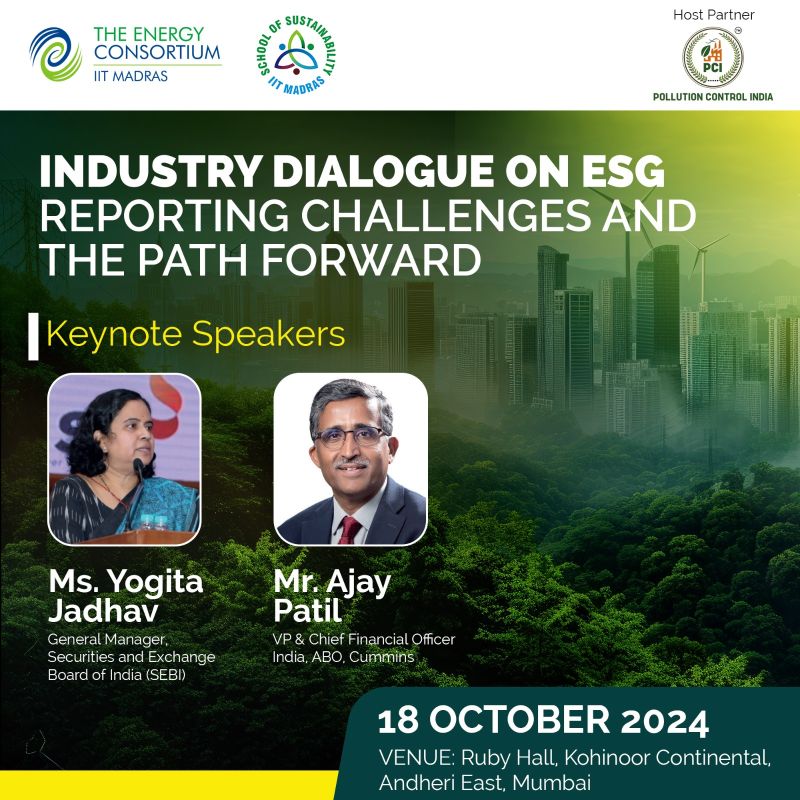 THE ENERGY
CONSORTIUM
IIT MADRAS
SCHOOL OF SUSTAINABILITY
IIT MADRAS
Host Partner
PCI
POLLUTION CONTROL INDIA
INDUSTRY DIALOGUE ON ESG
REPORTING CHALLENGES AND
THE PATH FORWARD
Keynote Speakers
Ms. Yogita
Jadhav
General Manager,
Securities and Exchange
Board of India (SEBI)
Mr. Ajay
Patil
VP & Chief Financial Officer
India, ABO, Cummins
18 OCTOBER 2024
VENUE: Ruby Hall, Kohinoor Continental,
Andheri East, Mumbai